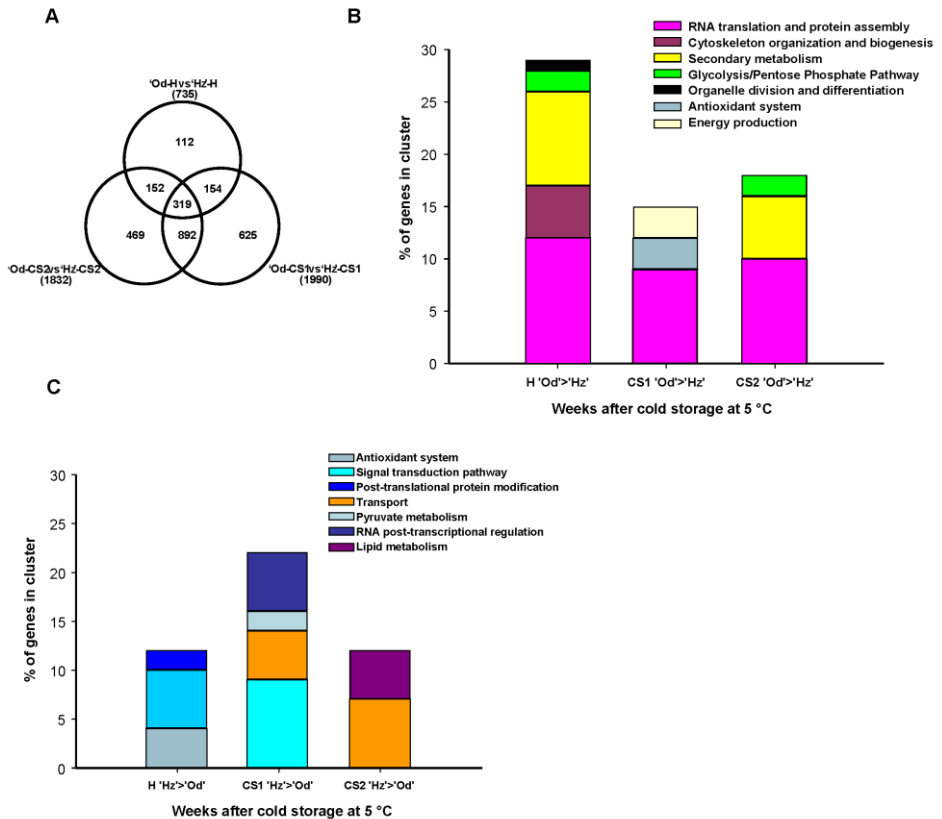 A
'Od-Hvs'Hz'-H
(735)
112
152
154
319
469
892
625
'Od-CS2vs'Hz'-CS2'
(1832)
'Od-CS1vs'Hz'-CS1
(1990)
B
RNA translation and protein assembly
Cytoskeleton organization and biogenesis
Secondary metabolism
Glycolysis/Pentose Phosphate Pathway
Organelle division and differentiation
Antioxidant system
Energy production
% of genes in cluster
30
25
20
15
10
5
0
H 'Od'>'Hz'
CS1 'Od'>'Hz'
CS2 'Od'>'Hz'
Weeks after cold storage at 5 °C
C
Antioxidant system
Signal transduction pathway
Post-translational protein modification
Transport
Pyruvate metabolism
RNA post-transcriptional regulation
Lipid metabolism
% of genes in cluster
30
25
20
15
10
5
0
H 'Hz'>'Od'
CS1 'Hz'>'Od'
CS2 'Hz'>'Od'
Weeks after cold storage at 5 °C